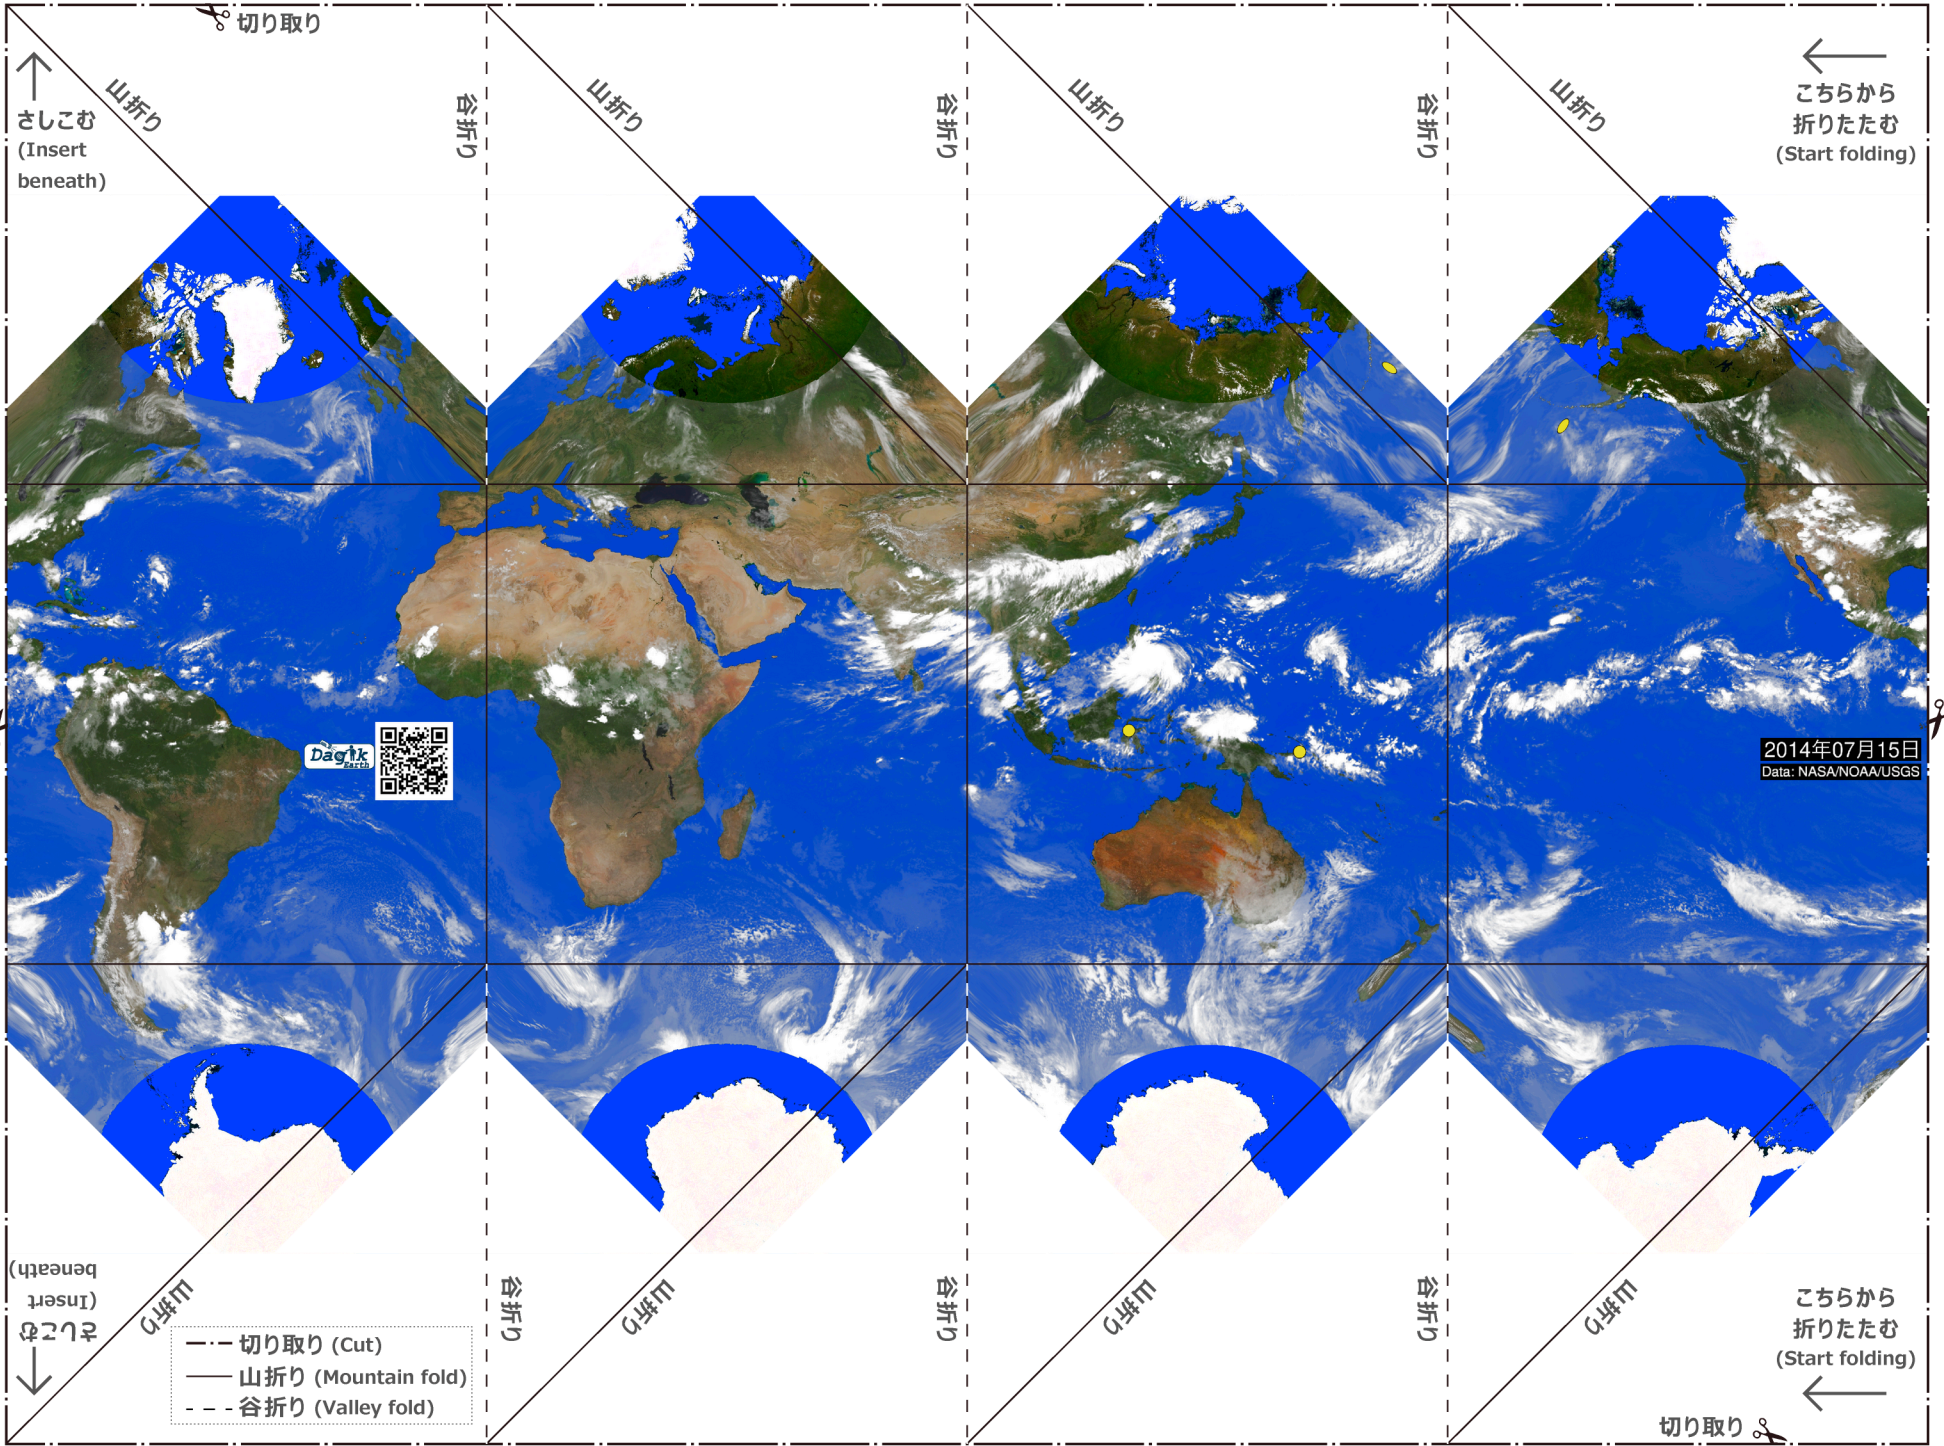 切り取り
さしこむ
(Insert
beneath)
山折り
谷折り
山折り
谷折り
山折り
谷折り
山折り
こちらから
折りたたむ
(Start folding)
Dagik
Earth
2014年07月15日
Data: NASA/NOAA/USGS
さしこむ
(Insert
beneath)
山折り
谷折り
山折り
谷折り
山折り
谷折り
山折り
こちらから
折りたたむ
(Start folding)
切り取り (Cut)
山折り (Mountain fold)
谷折り (Valley fold)
切り取り